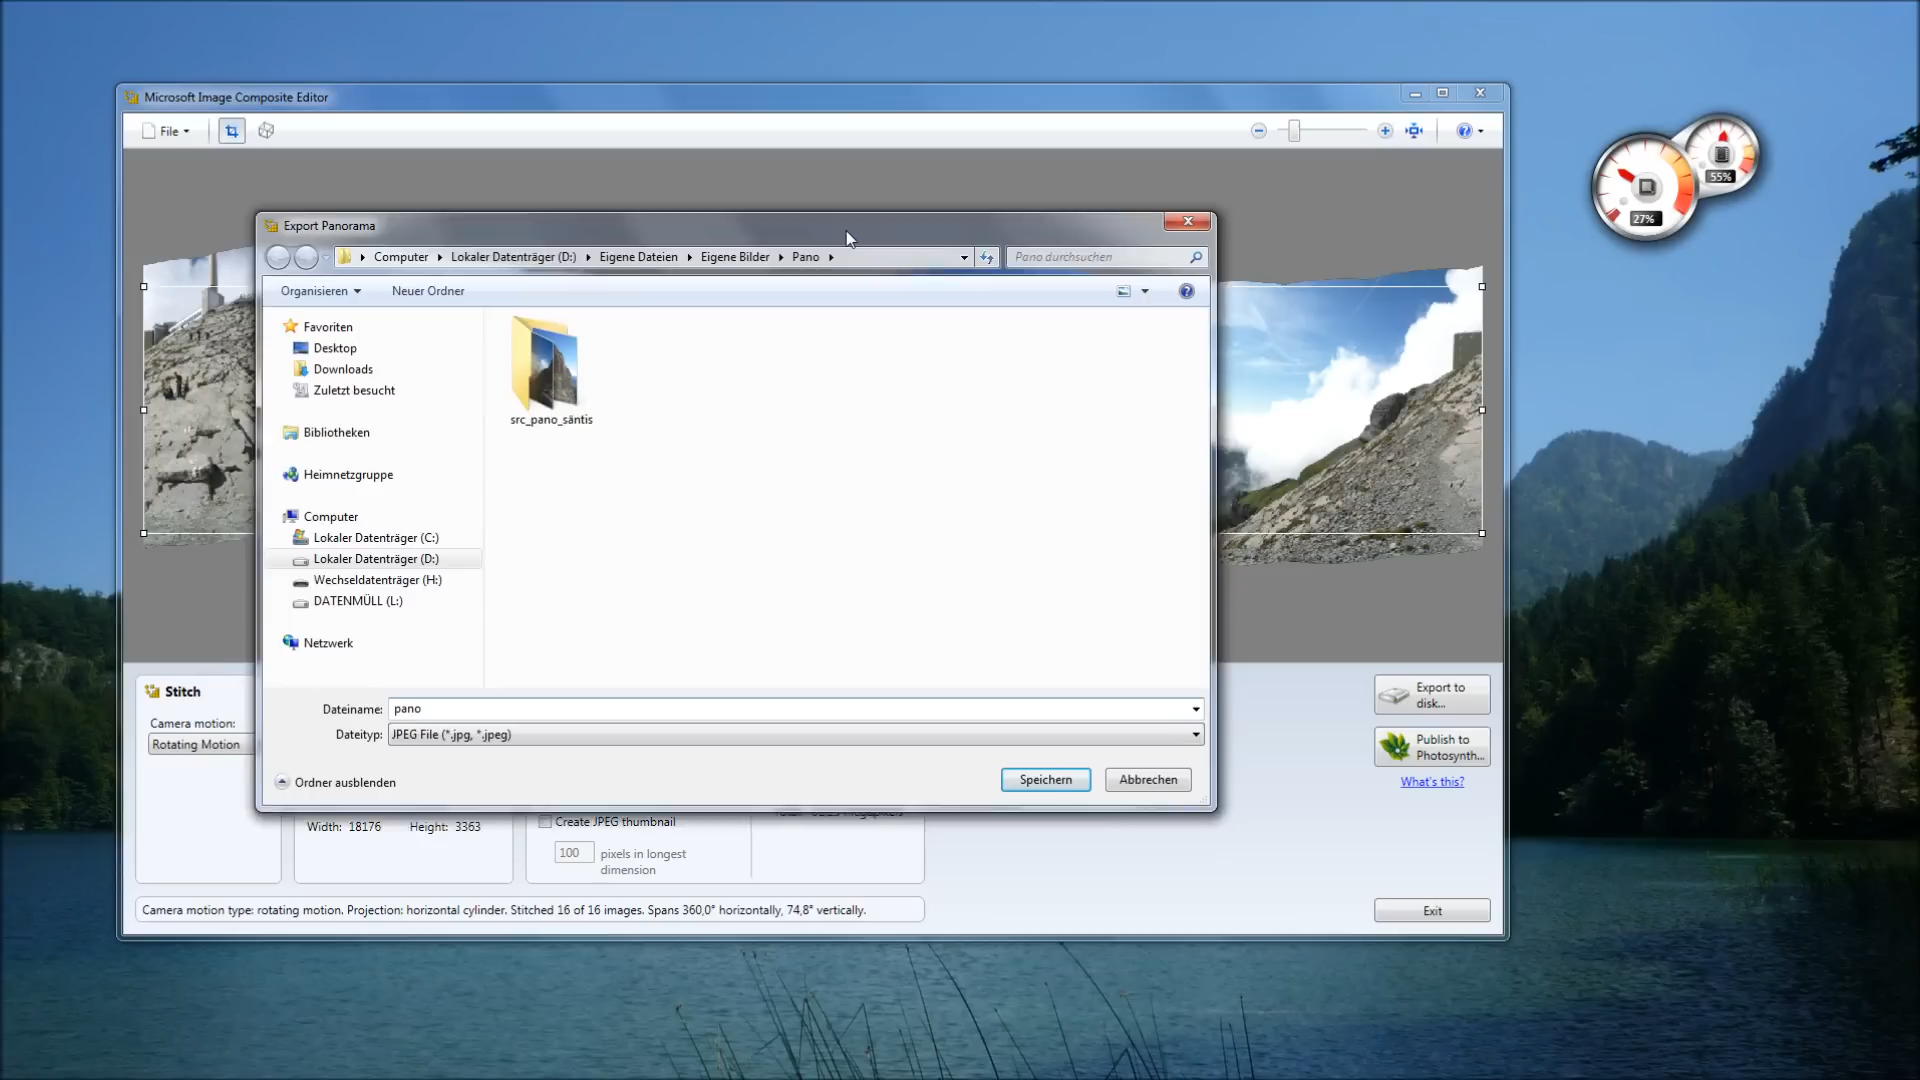 Microsoft Image Composite Editor
File
55%
27%
Export Panorama
Computer Lokaler Datenträger (D:) Eigene Dateien Eigene Bilder Pano
Pano durchsuchen
Organisieren Neuer Ordner
Favoriten
Desktop
Downloads
Zuletzt besucht
Bibliotheken
Heimnetzgruppe
Computer
Lokaler Datenträger (C:)
Lokaler Datenträger (D:)
Wechseldatenträger (H:)
DATENMÜLL (L:)
Netzwerk
src_pano_säntis
Dateiname: pano
Dateityp: JPEG File (*.jpg, *.jpeg)
Ordner ausblenden
Speichern Abbrechen
Stitch
Camera motion:
Rotating Motion
Width: 18176 Height: 3363
Create JPEG thumbnail
100 pixels in longest
dimension
Export to
disk...
Publish to
Photosynth...
What's this?
Camera motion type: rotating motion. Projection: horizontal cylinder. Stitched 16 of 16 images. Spans 360,0° horizontally, 74,8° vertically.
Exit